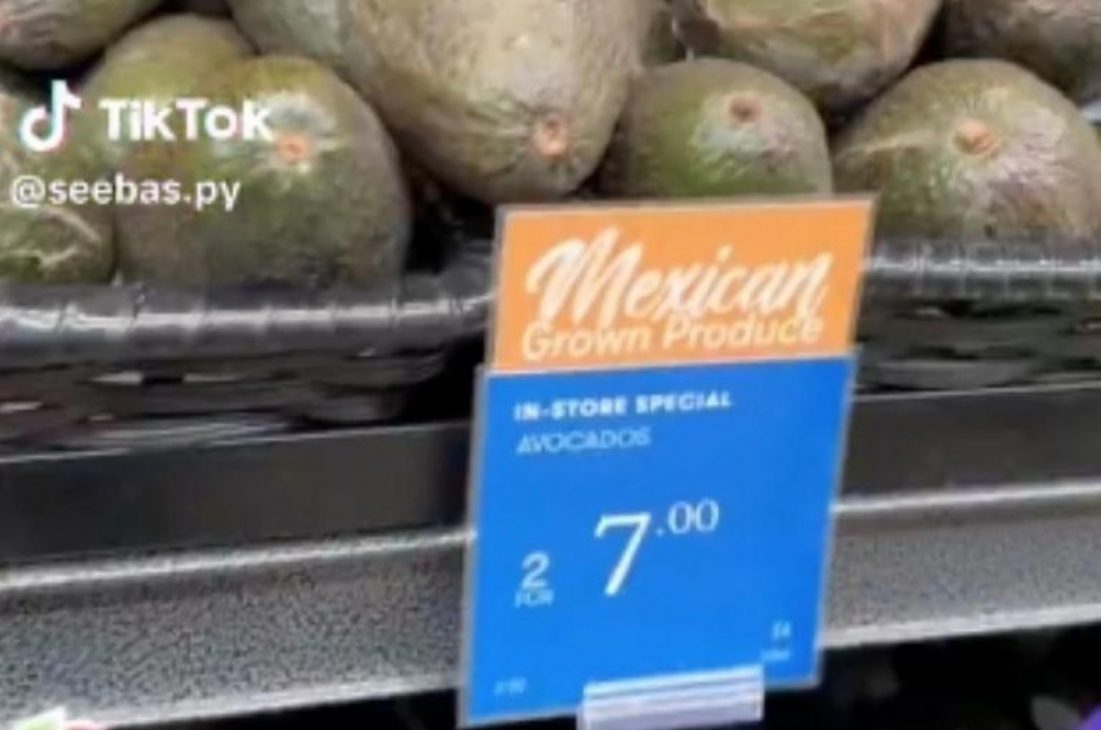 TikTok
@seebas.py
Mexican
Grown Produce
IN-STORE SPECIAL
AVOCADOS
2
FOR
7.00